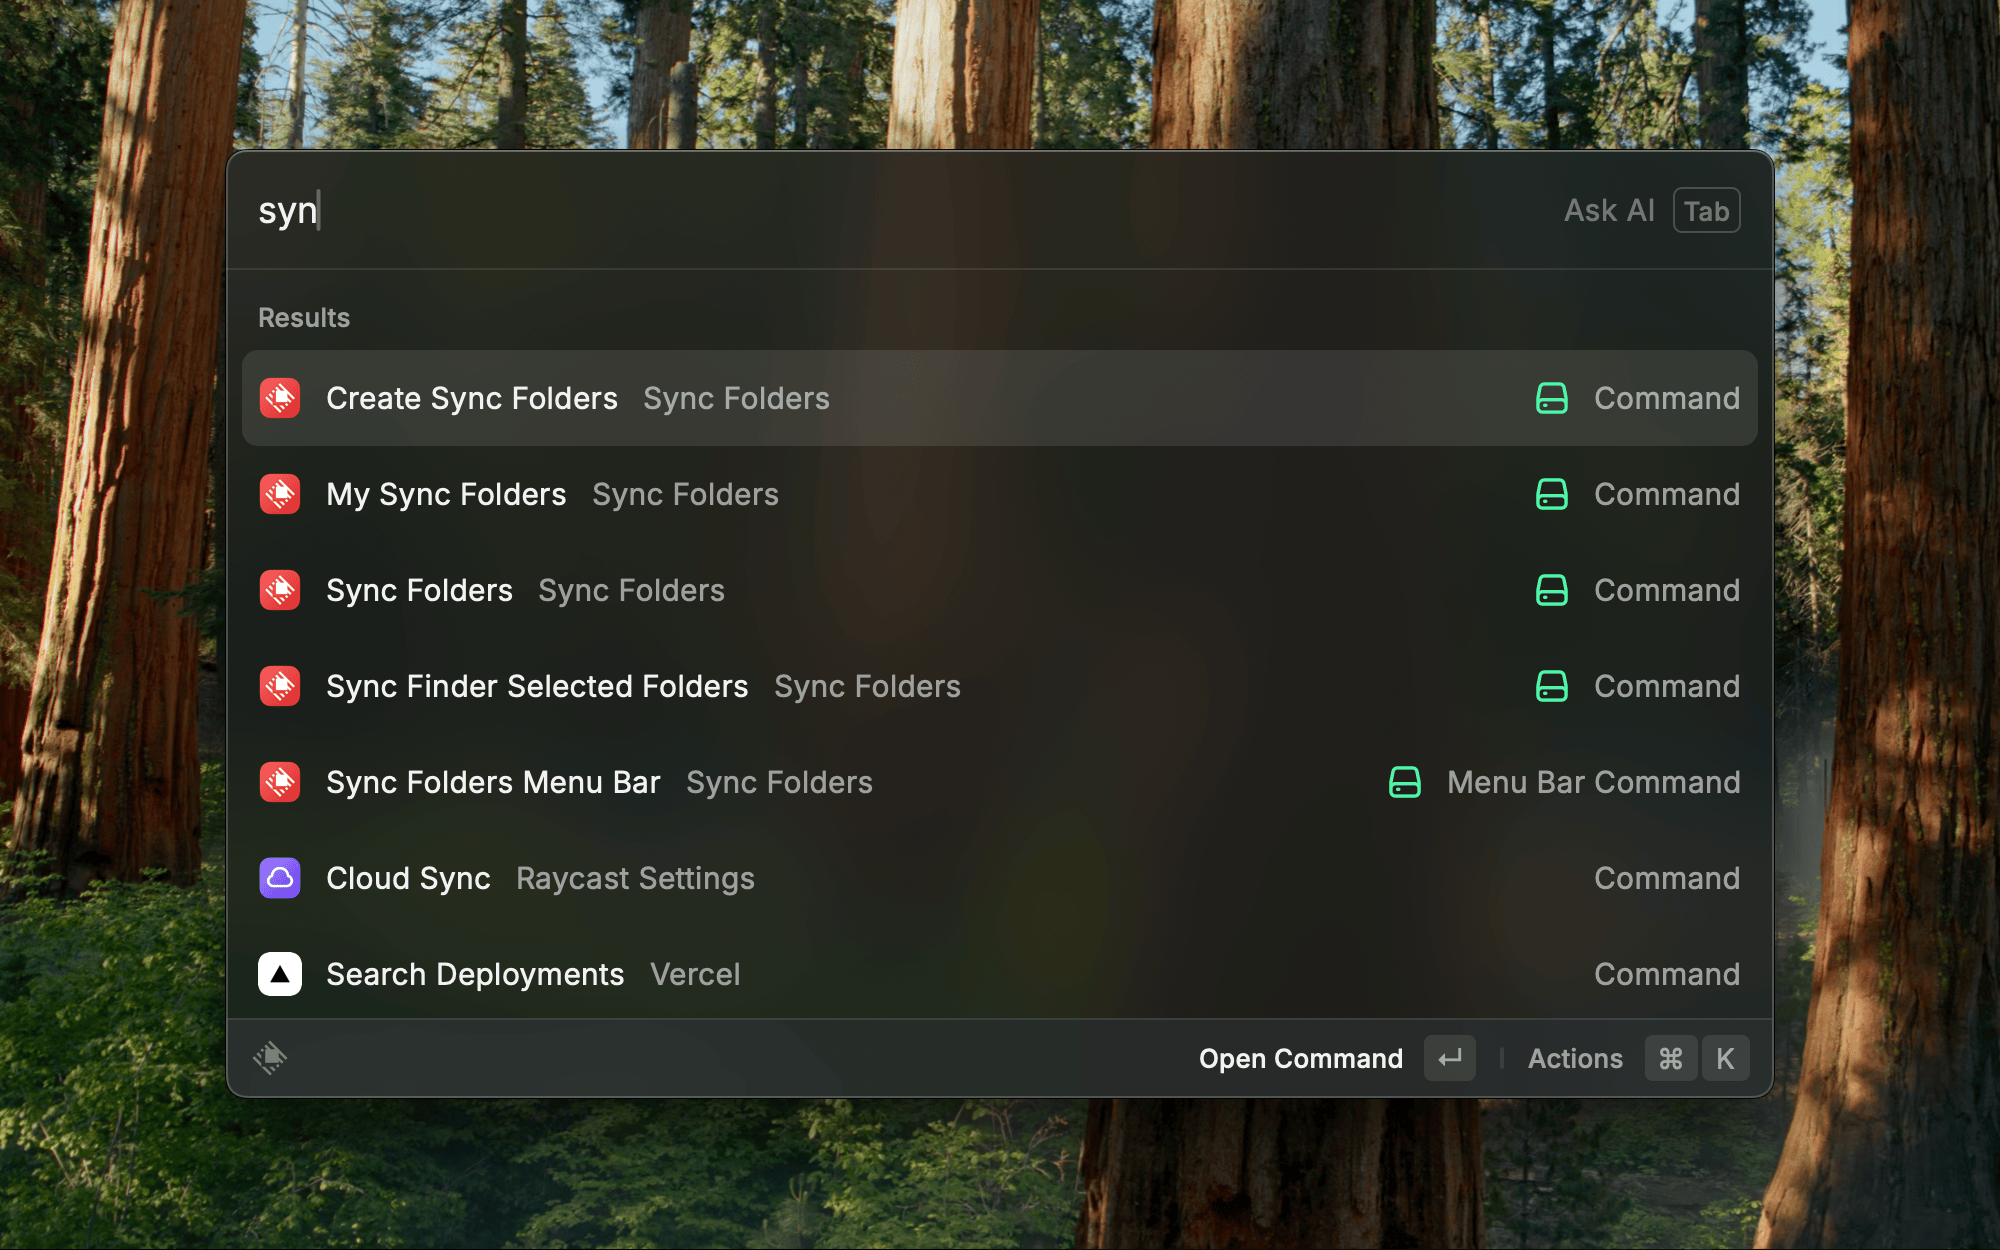 syn Ask AI Tab
Results
Create Sync Folders Sync Folders Command
My Sync Folders Sync Folders Command
Sync Folders Sync Folders Command
Sync Finder Selected Folders Sync Folders Command
Sync Folders Menu Bar Sync Folders Menu Bar Command
Cloud Sync Raycast Settings Command
Search Deployments Vercel Command
Open Command ↵ Actions ⌘ K